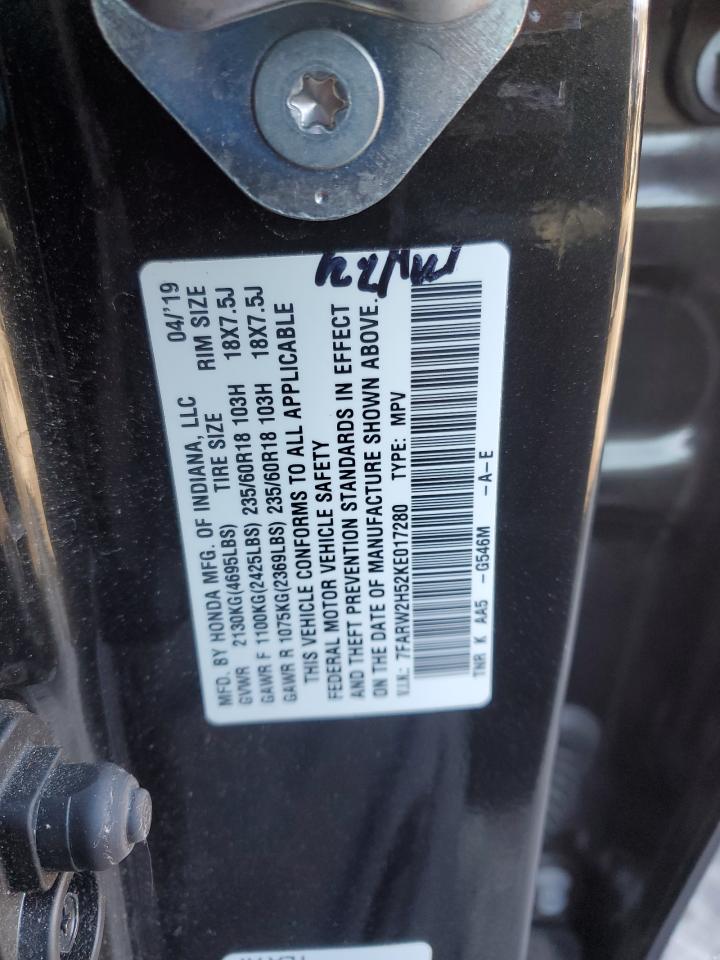 MFD. BY HONDA MFG. OF INDIANA, LLC 04/'19
TIRE SIZE RIM SIZE
GVWR 2130KG(4695LBS)
GAWR F 1100KG(2425LBS) 235/60R18 103H 18X7.5J
GAWR R 1075KG(2369LBS) 235/60R18 103H 18X7.5J
THIS VEHICLE CONFORMS TO ALL APPLICABLE
FEDERAL MOTOR VEHICLE SAFETY
AND THEFT PREVENTION STANDARDS IN EFFECT
ON THE DATE OF MANUFACTURE SHOWN ABOVE.
V.I.N.: 7FARW2H52KE017280 TYPE: MPV
TNR K AA5 -G546M -A-E